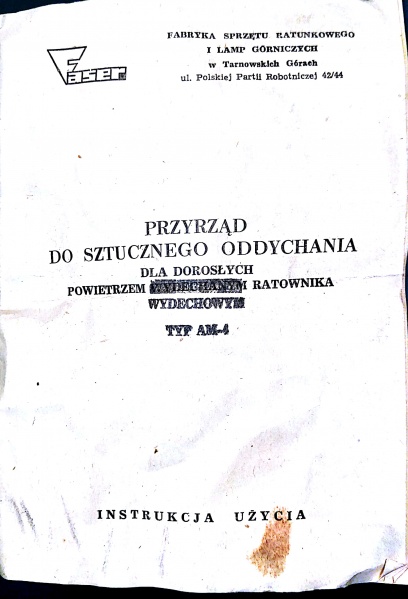 Faser
FABRYKA SPRZĘTU RATUNKOWEGO
I LAMP GÓRNICZYCH
w Tarnowskich Górach
ul. Polskiej Partii Robotniczej 42/44
PRZYRZĄD
DO SZTUCZNEGO ODDYCHANIA
DLA DOROSŁYCH
POWIETRZEM WYDECHANYM RATOWNIKA
WYDECHOWYM
TYP AM-4
INSTRUKCJA UŻYCIA